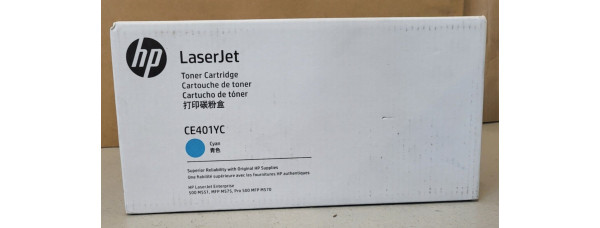 hp
LaserJet
Toner Cartridge
Cartouche de toner
Cartucho de tóner
打印碳粉盒
CE401YC
Cyan
青色
Superior Reliability with Original HP Supplies
Une fiabilité supérieure avec les fournitures HP authentiques
HP LaserJet Enterprise
500 M551, MFP M575, Pro 500 MFP M570